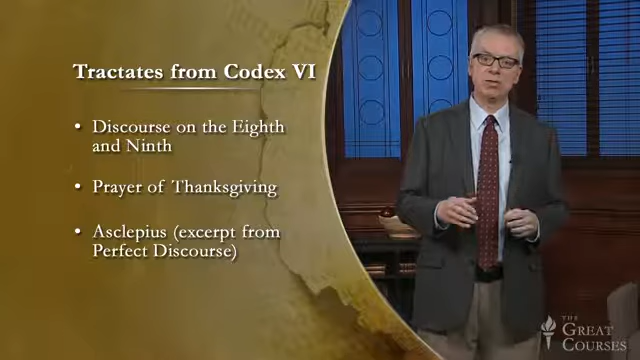 Tractates from Codex VI
• Discourse on the Eighth
and Ninth
• Prayer of Thanksgiving
• Asclepius (excerpt from
Perfect Discourse)
THE
GREAT
COURSES